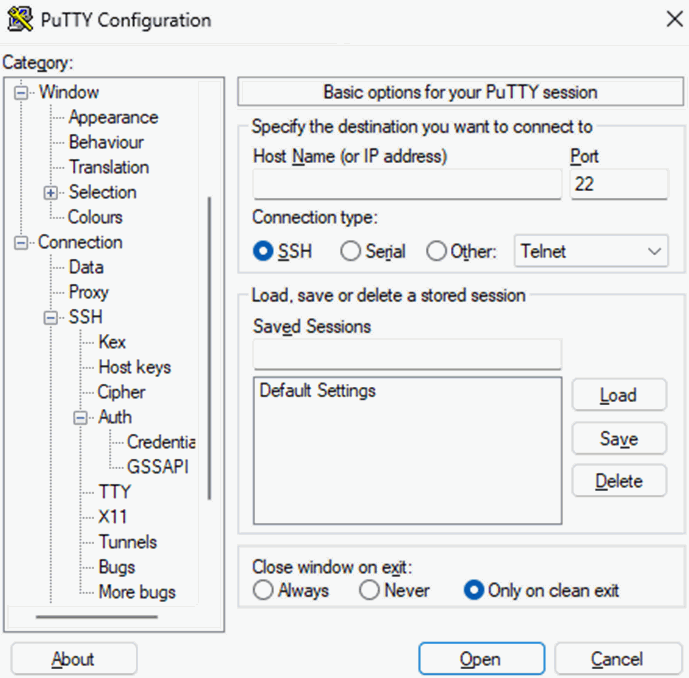 PuTTY Configuration
Category:
Window
Appearance
Behaviour
Translation
Selection
Colours
Connection
Data
Proxy
SSH
Kex
Host keys
Cipher
Auth
Credentia
GSSAPI
TTY
X11
Tunnels
Bugs
More bugs
Basic options for your PuTTY session
Specify the destination you want to connect to
Host Name (or IP address) Port
22
Connection type:
SSH Serial Other: Telnet
Load, save or delete a stored session
Saved Sessions
Default Settings
Load
Save
Delete
Close window on exit:
Always Never Only on clean exit
About Open Cancel